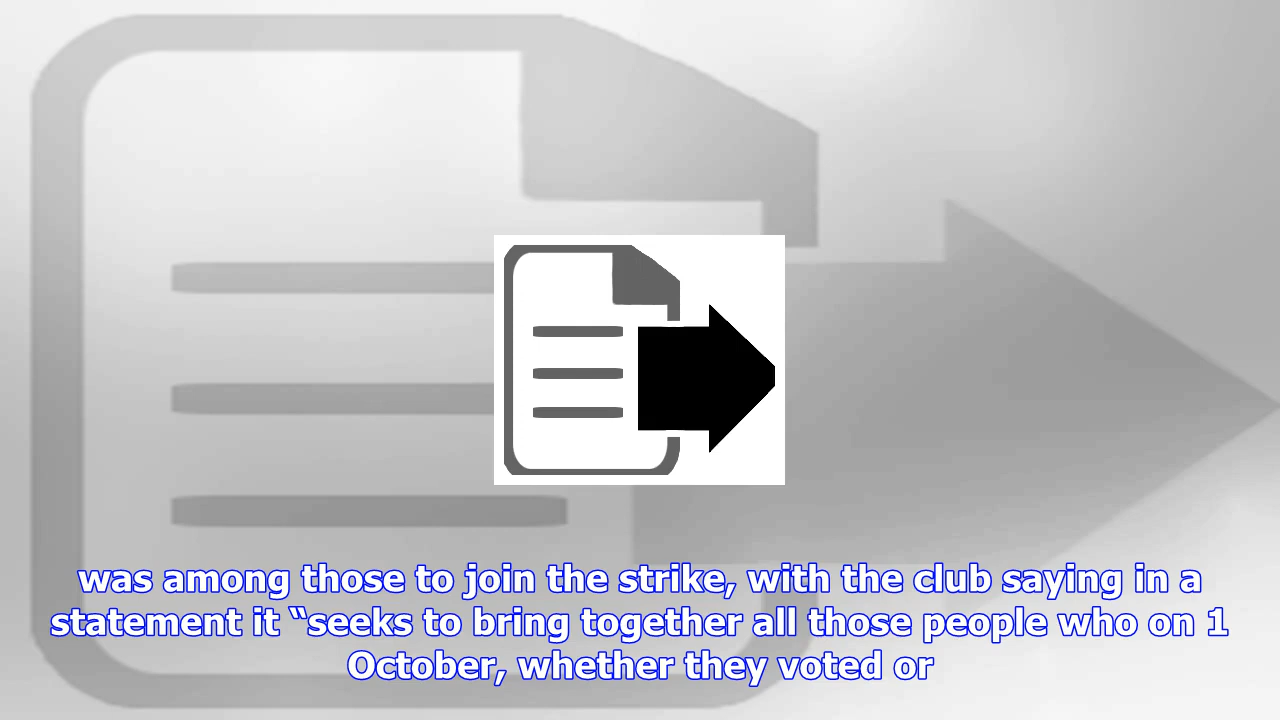 was among those to join the strike, with the club saying in a
statement it “seeks to bring together all those people who on 1
October, whether they voted or